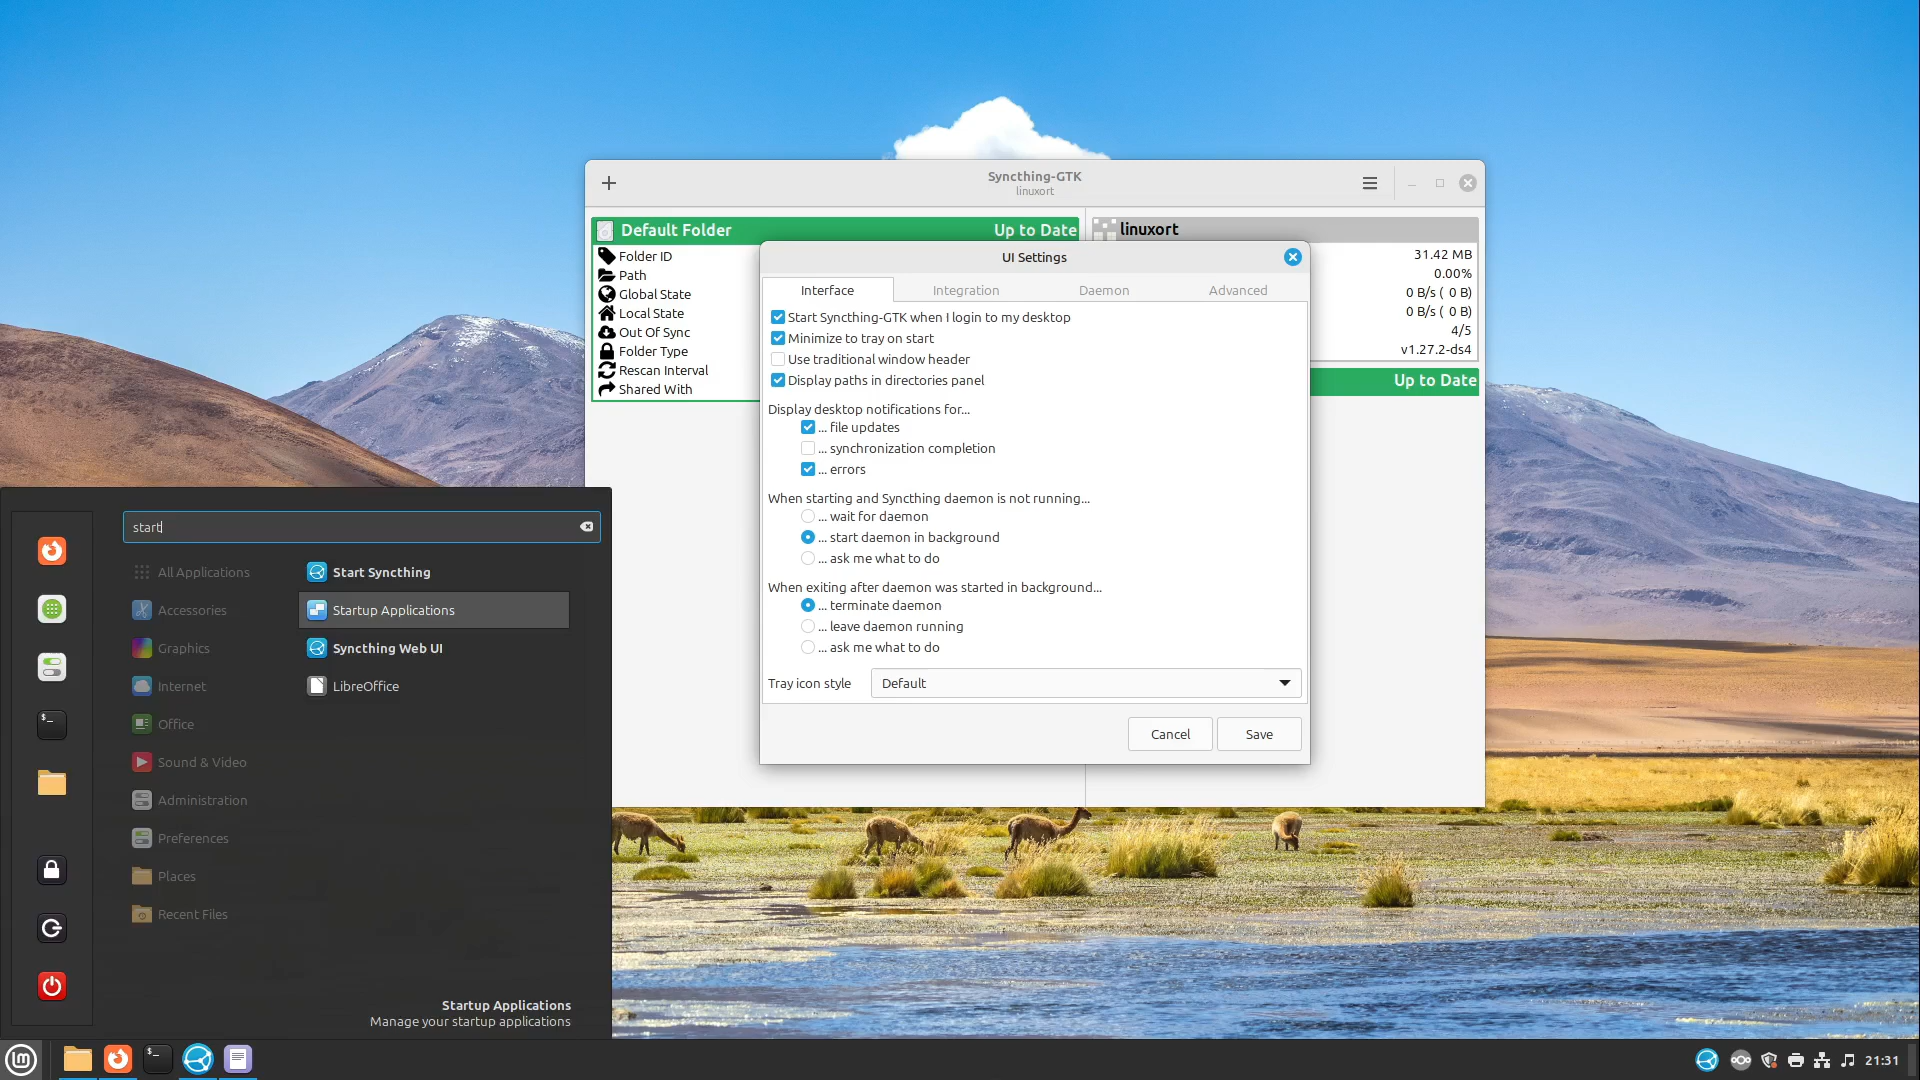 Syncthing-GTK
linuxort
Default Folder Up to Date
Folder ID
Path
Global State
Local State
Out Of Sync
Folder Type
Rescan Interval
Shared With
linuxort
31.42 MB
0.00%
0 B/s ( 0 B)
0 B/s ( 0 B)
4/5
v1.27.2-ds4
Up to Date
UI Settings
Interface Integration Daemon Advanced
Start Syncthing-GTK when I login to my desktop
Minimize to tray on start
Use traditional window header
Display paths in directories panel
Display desktop notifications for...
... file updates
... synchronization completion
... errors
When starting and Syncthing daemon is not running...
... wait for daemon
... start daemon in background
... ask me what to do
When exiting after daemon was started in background...
... terminate daemon
... leave daemon running
... ask me what to do
Tray icon style Default
Cancel Save
start
All Applications
Accessories
Graphics
Internet
Office
Sound & Video
Administration
Preferences
Places
Recent Files
Start Syncthing
Startup Applications
Syncthing Web UI
LibreOffice
Startup Applications
Manage your startup applications
21:31